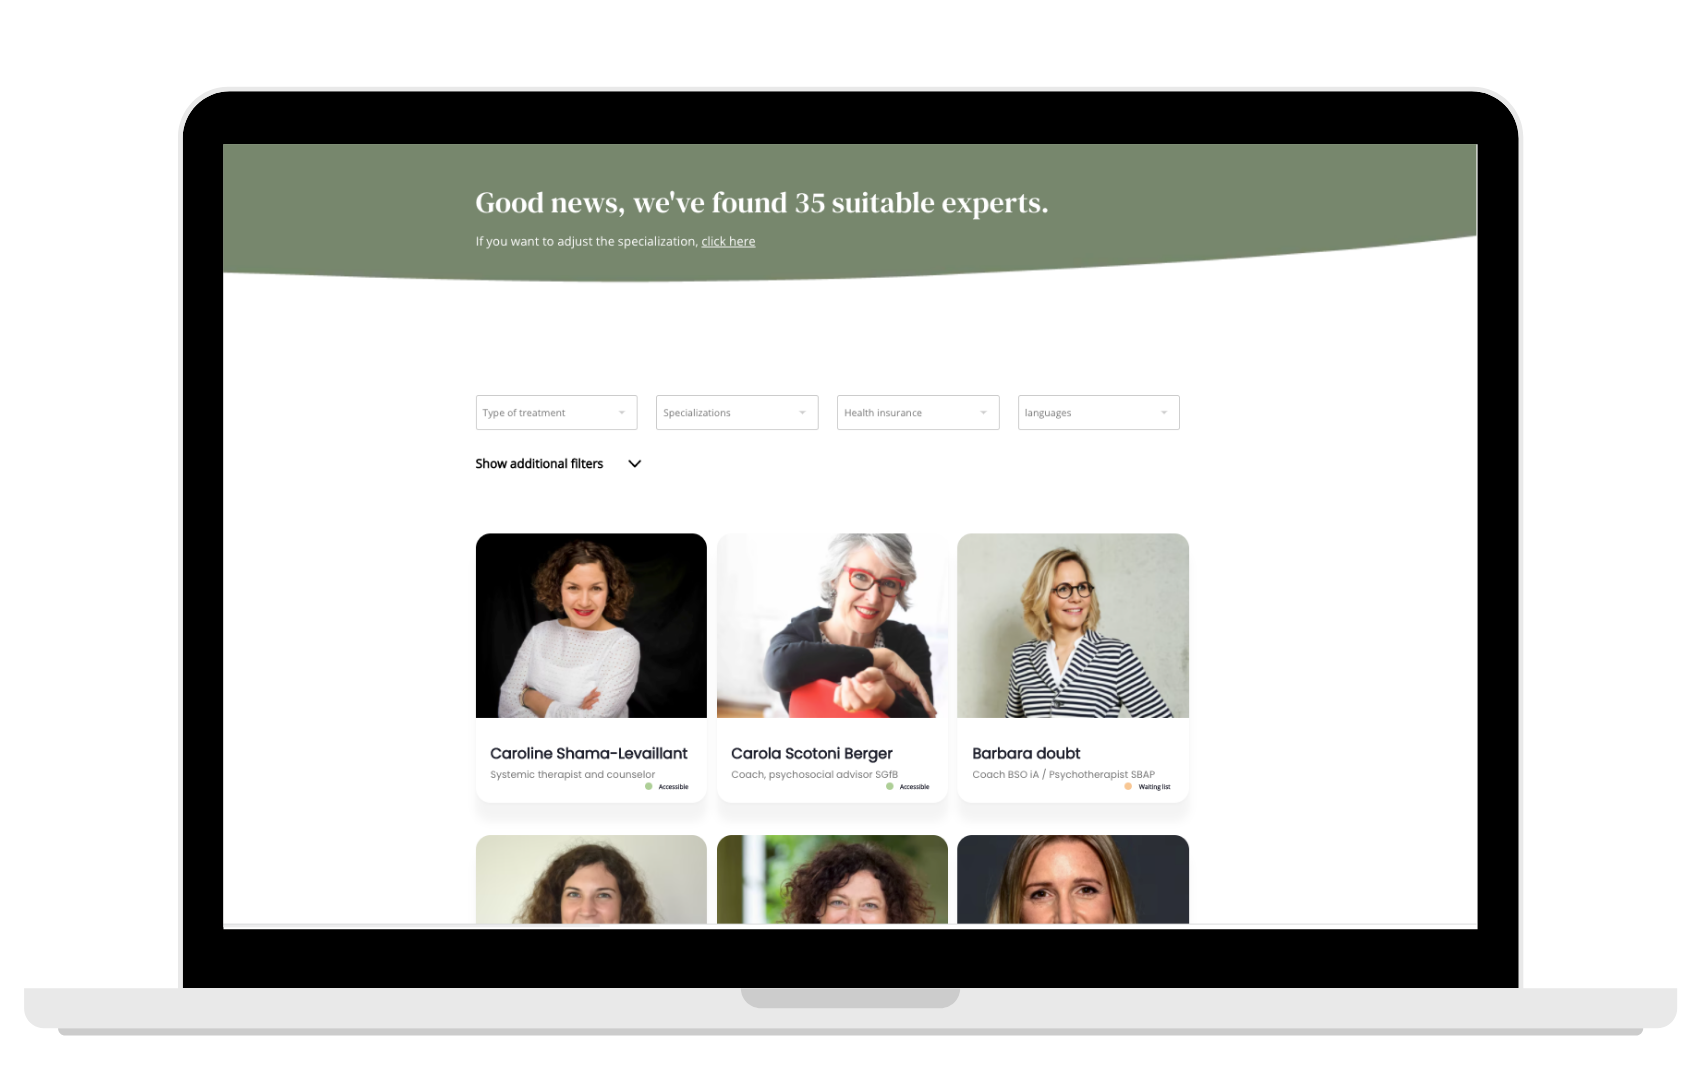 Good news, we've found 35 suitable experts.
If you want to adjust the specialization, click here
Type of treatment
Specializations
Health insurance
languages
Show additional filters
Caroline Shama-Levaillant
Systemic therapist and counselor
Accessible
Carola Scotoni Berger
Coach, psychosocial advisor SGfB
Accessible
Barbara doubt
Coach BSO iA / Psychotherapist SBAP
Waiting list